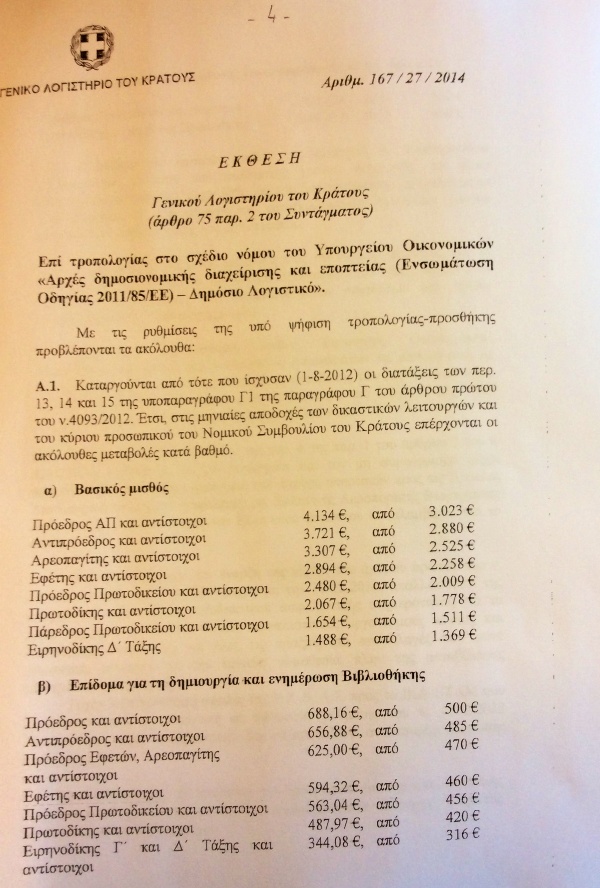 - 4 -
ΓΕΝΙΚΟ ΛΟΓΙΣΤΗΡΙΟ ΤΟΥ ΚΡΑΤΟΥΣ
Αριθμ. 167 / 27 / 2014
Ε Κ Θ Ε Σ Η
Γενικού Λογιστηρίου του Κράτους
(άρθρο 75 παρ. 2 του Συντάγματος)
Επί τροπολογίας στο σχέδιο νόμου του Υπουργείου Οικονομικών
«Αρχές δημοσιονομικής διαχείρισης και εποπτείας (Ενσωμάτωση
Οδηγίας 2011/85/ΕΕ) – Δημόσιο Λογιστικό».
Με τις ρυθμίσεις της υπό ψήφιση τροπολογίας-προσθήκης
προβλέπονται τα ακόλουθα:
Α.1. Καταργούνται από τότε που ίσχυσαν (1-8-2012) οι διατάξεις των περ.
13, 14 και 15 της υποπαραγράφου Γ1 της παραγράφου Γ του άρθρου πρώτου
του ν.4093/2012. Έτσι, στις μηνιαίες αποδοχές των δικαστικών λειτουργών και
του κύριου προσωπικού του Νομικού Συμβουλίου του Κράτους επέρχονται οι
ακόλουθες μεταβολές κατά βαθμό.
α) Βασικός μισθός
Πρόεδρος ΑΠ και αντίστοιχοι 4.134 €, από 3.023 €
Αντιπρόεδρος και αντίστοιχοι 3.721 €, από 2.880 €
Αρεοπαγίτης και αντίστοιχοι 3.307 €, από 2.525 €
Εφέτης και αντίστοιχοι 2.894 €, από 2.258 €
Πρόεδρος Πρωτοδικείου και αντίστοιχοι 2.480 €, από 2.009 €
Πρωτοδίκης και αντίστοιχοι 2.067 €, από 1.778 €
Πάρεδρος Πρωτοδικείου και αντίστοιχοι 1.654 €, από 1.511 €
Ειρηνοδίκης Δ΄ Τάξης 1.488 €, από 1.369 €
β) Επίδομα για τη δημιουργία και ενημέρωση Βιβλιοθήκης
Πρόεδρος και αντίστοιχοι 688,16 €, από 500 €
Αντιπρόεδρος και αντίστοιχοι 656,88 €, από 485 €
Πρόεδρος Εφετών, Αρεοπαγίτης 625,00 €, από 470 €
και αντίστοιχοι
Εφέτης και αντίστοιχοι 594,32 €, από 460 €
Πρόεδρος Πρωτοδικείου και αντίστοιχοι 563,04 €, από 456 €
Πρωτοδίκης και αντίστοιχοι 487,97 €, από 420 €
Ειρηνοδίκης Γ΄ και Δ΄ Τάξης και 344,08 €, από 316 €
αντίστοιχοι